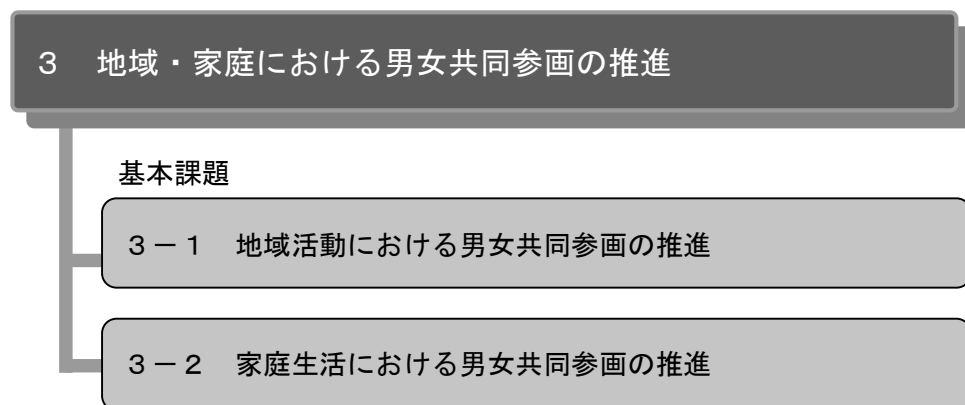 ３　地域・家庭における男女共同参画の推進
基本課題
３－１　地域活動における男女共同参画の推進
３－２　家庭生活における男女共同参画の推進